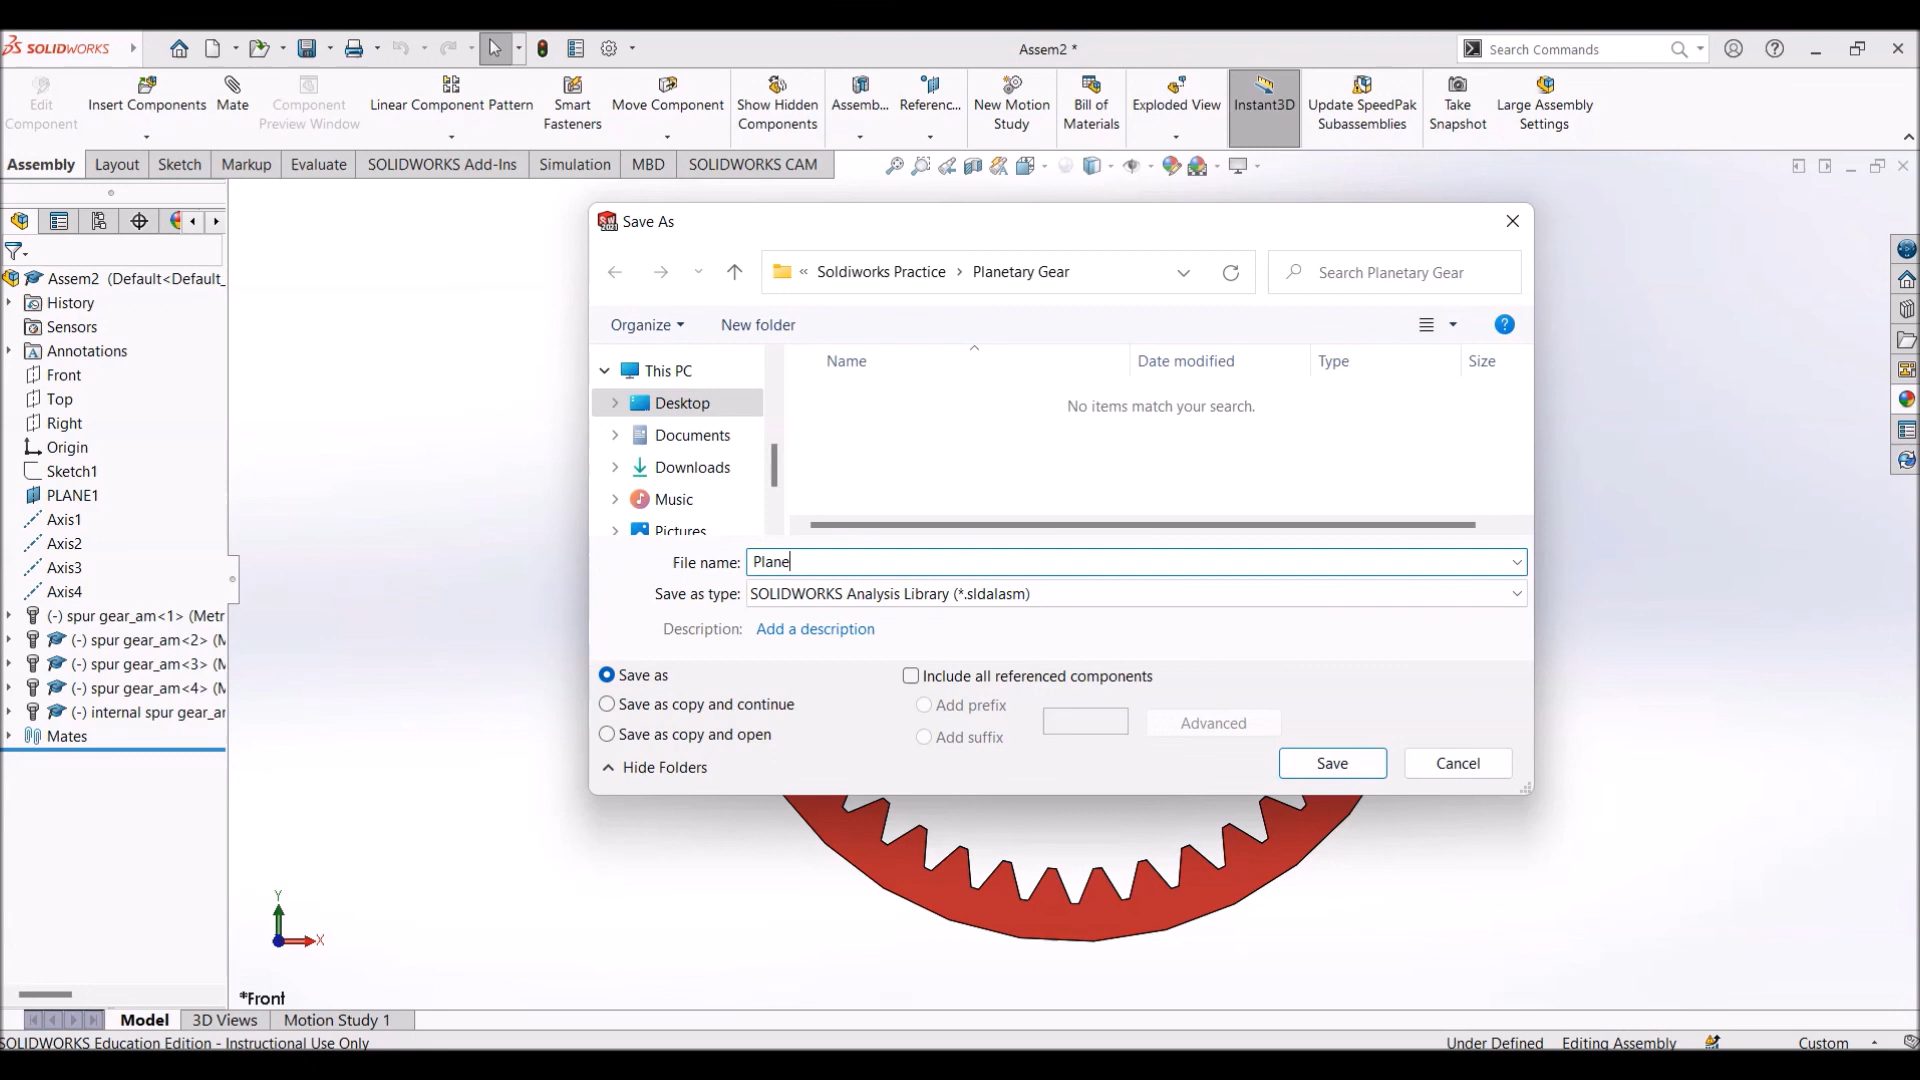 SOLIDWORKS
Assem2 *
Search Commands
Edit Component
Insert Components
Mate
Component Preview Window
Linear Component Pattern
Smart Fasteners
Move Component
Show Hidden Components
Assemb...
Referenc...
New Motion Study
Bill of Materials
Exploded View
Instant3D
Update SpeedPak Subassemblies
Take Snapshot
Large Assembly Settings
Assembly
Layout
Sketch
Markup
Evaluate
SOLIDWORKS Add-Ins
Simulation
MBD
SOLIDWORKS CAM
Assem2 (Default<Default_
History
Sensors
Annotations
Front
Top
Right
Origin
Sketch1
PLANE1
Axis1
Axis2
Axis3
Axis4
(-) spur gear_am<1> (Metr
(-) spur gear_am<2> (M
(-) spur gear_am<3> (M
(-) spur gear_am<4> (M
(-) internal spur gear_ar
Mates
Save As
« Soldiworks Practice > Planetary Gear
Search Planetary Gear
Organize
New folder
Name
Date modified
Type
Size
This PC
Desktop
Documents
Downloads
Music
Pictures
No items match your search.
File name: Plane
Save as type: SOLIDWORKS Analysis Library (*.sldalasm)
Description: Add a description
Save as
Save as copy and continue
Save as copy and open
Include all referenced components
Add prefix
Add suffix
Advanced
Hide Folders
Save
Cancel
Y
X
*Front
Model
3D Views
Motion Study 1
SOLIDWORKS Education Edition - Instructional Use Only
Under Defined
Editing Assembly
Custom